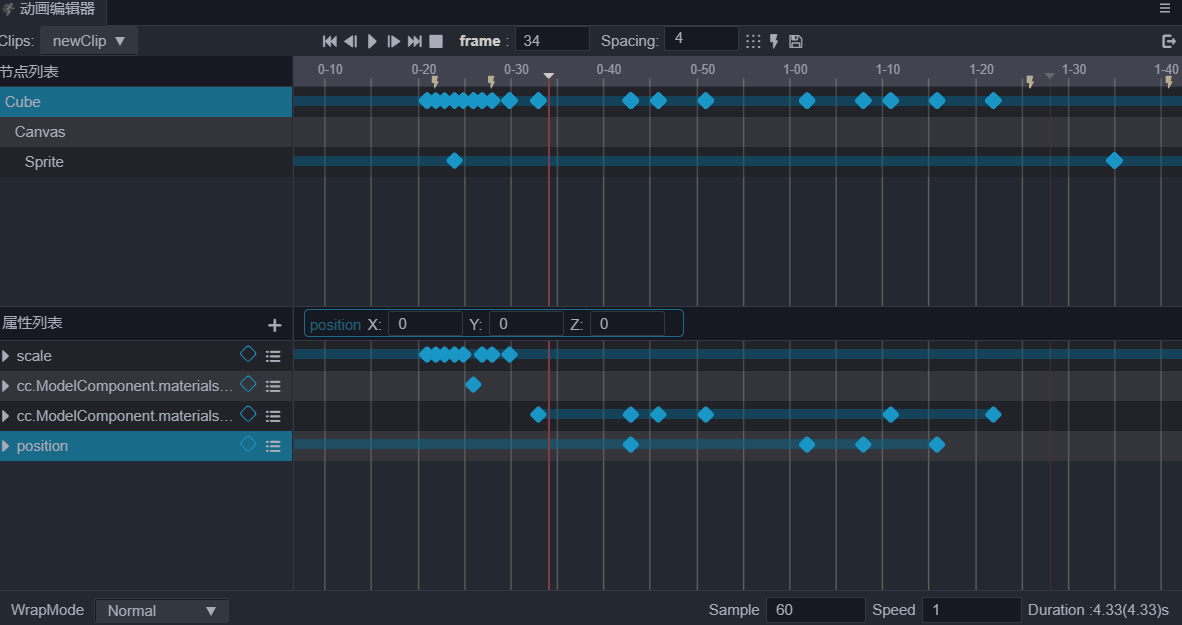 动画编辑器
Clips: newClip
frame : 34 Spacing: 4
节点列表
0-10 0-20 0-30 0-40 0-50 1-00 1-10 1-20 1-30 1-40
Cube
Canvas
Sprite
属性列表 +
position X: 0 Y: 0 Z: 0
scale
cc.ModelComponent.materials...
cc.ModelComponent.materials...
position
WrapMode Normal Sample 60 Speed 1 Duration :4.33(4.33)s